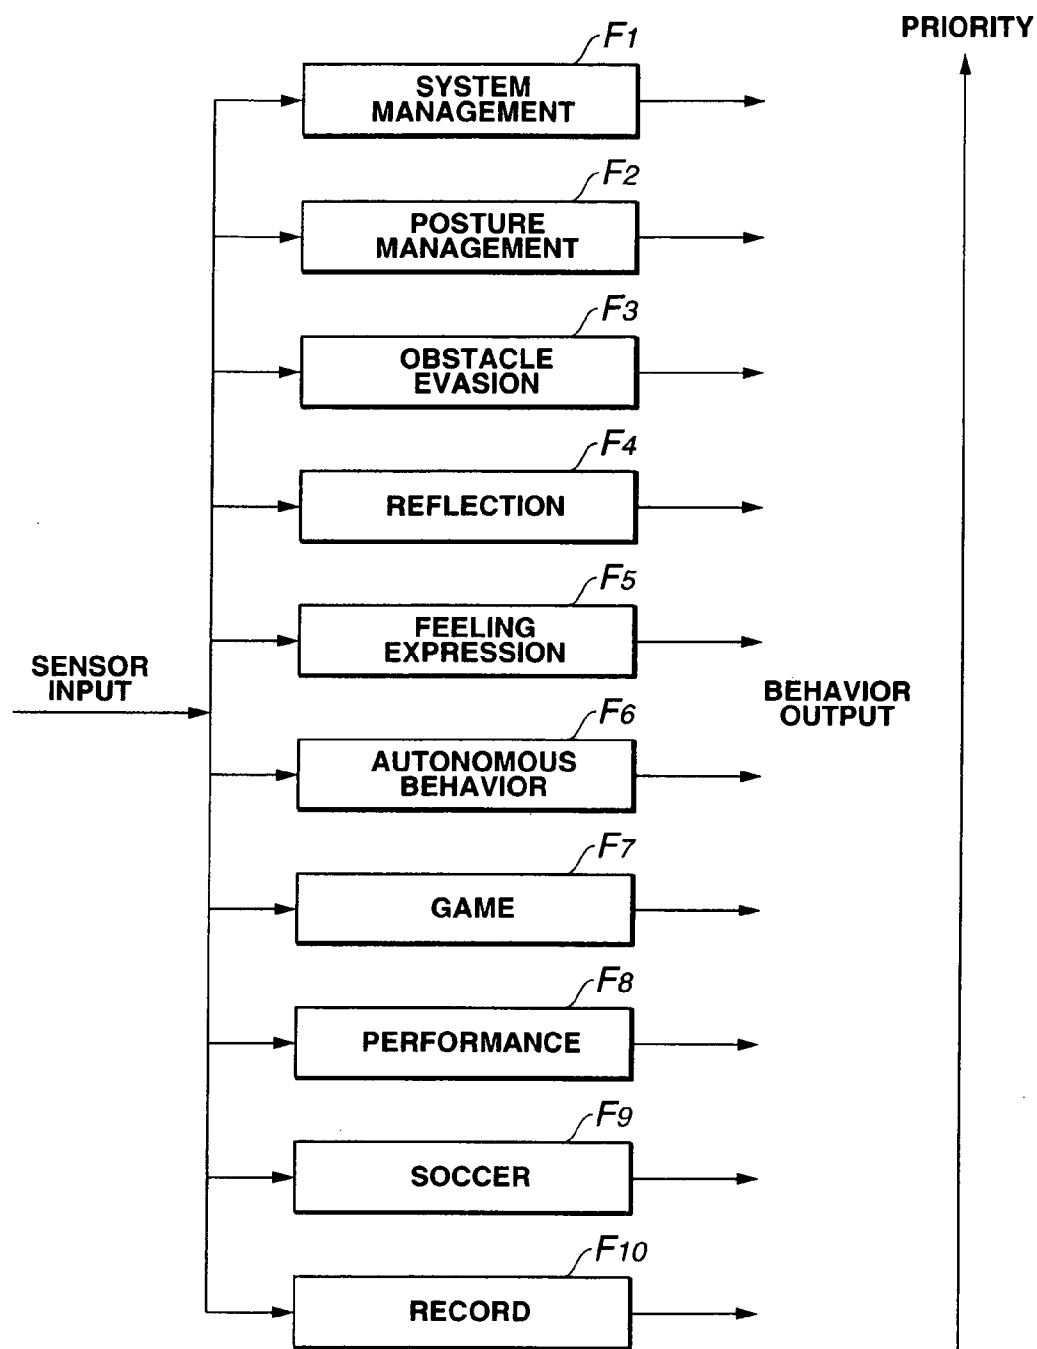 PRIORITY
F1
SYSTEM
MANAGEMENT
F2
POSTURE
MANAGEMENT
F3
OBSTACLE
EVASION
F4
REFLECTION
F5
FEELING
EXPRESSION
SENSOR
INPUT
BEHAVIOR
OUTPUT
F6
AUTONOMOUS
BEHAVIOR
F7
GAME
F8
PERFORMANCE
F9
SOCCER
F10
RECORD